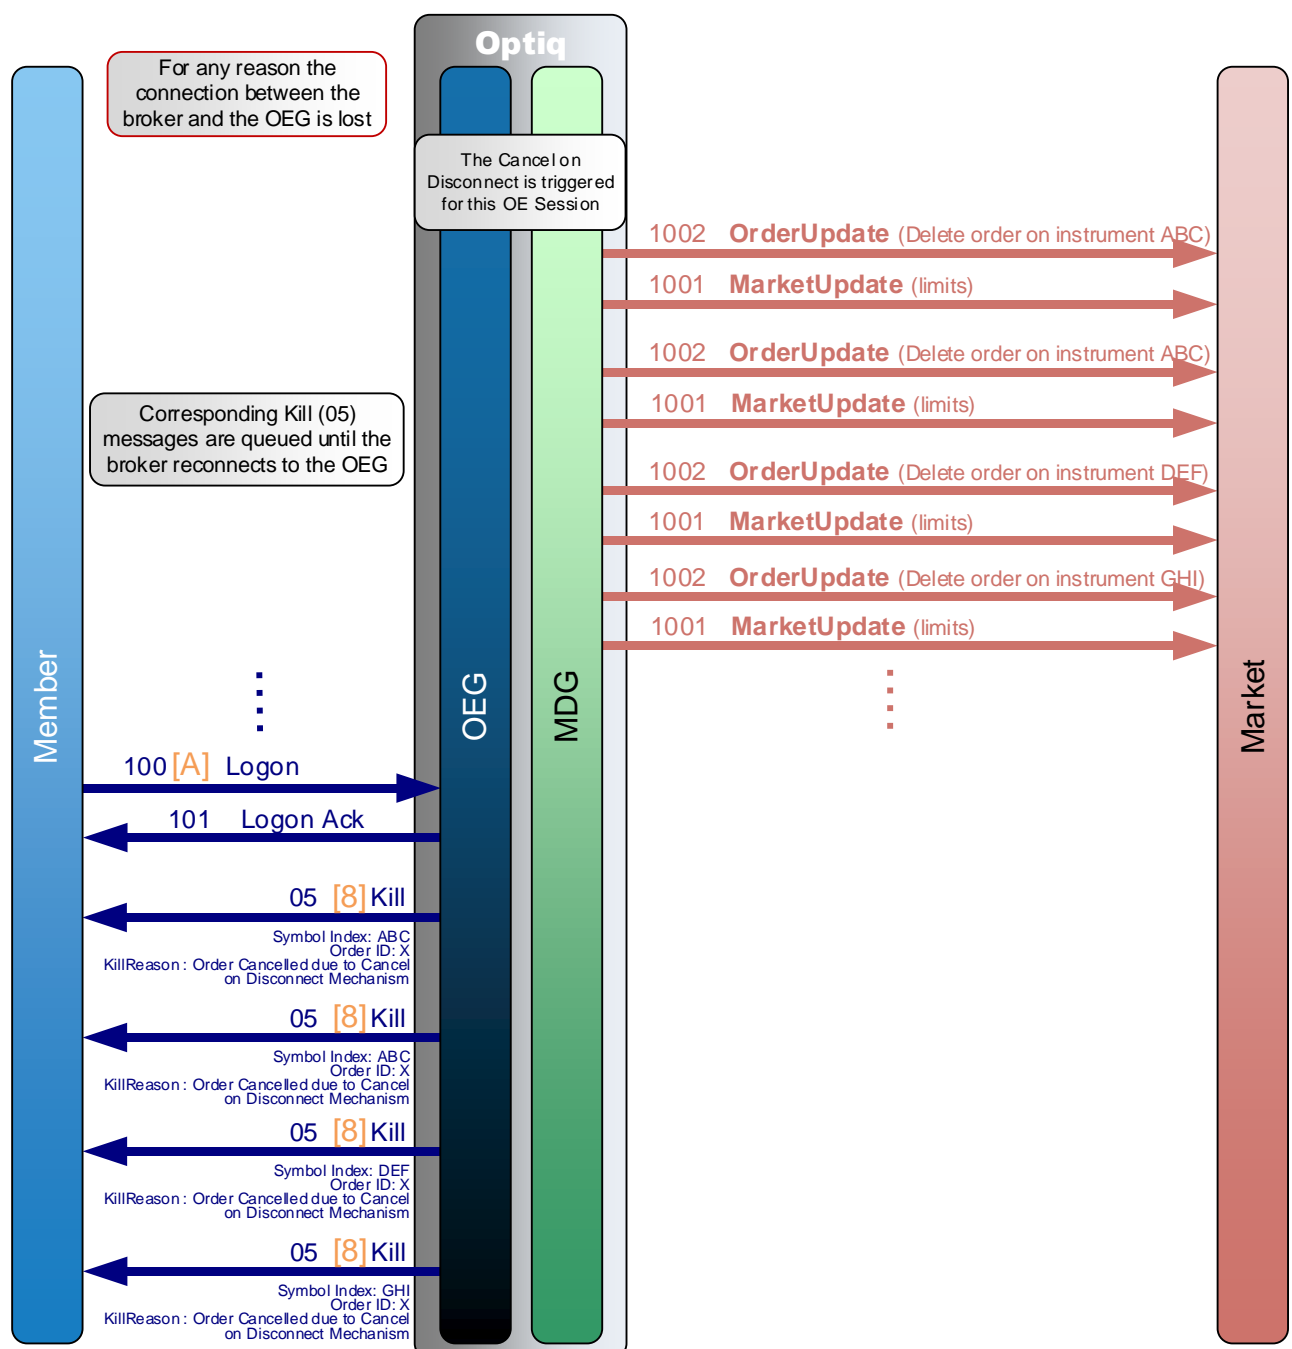 Optiq
For any reason the
connection between the
broker and the OEG is lost
The Cancel on
Disconnect is triggered
for this OE Session
1002 OrderUpdate (Delete order on instrument ABC)
1001 MarketUpdate (limits)
1002 OrderUpdate (Delete order on instrument ABC)
1001 MarketUpdate (limits)
Corresponding Kill (05)
messages are queued until the
broker reconnects to the OEG
1002 OrderUpdate (Delete order on instrument DEF)
1001 MarketUpdate (limits)
1002 OrderUpdate (Delete order on instrument GHI)
1001 MarketUpdate (limits)
Member
OEG
MDG
Market
100 [A] Logon
101 Logon Ack
05 [8] Kill
Symbol Index: ABC
Order ID: X
KillReason : Order Cancelled due to Cancel
on Disconnect Mechanism
05 [8] Kill
Symbol Index: ABC
Order ID: X
KillReason : Order Cancelled due to Cancel
on Disconnect Mechanism
05 [8] Kill
Symbol Index: DEF
Order ID: X
KillReason : Order Cancelled due to Cancel
on Disconnect Mechanism
05 [8] Kill
Symbol Index: GHI
Order ID: X
KillReason : Order Cancelled due to Cancel
on Disconnect Mechanism